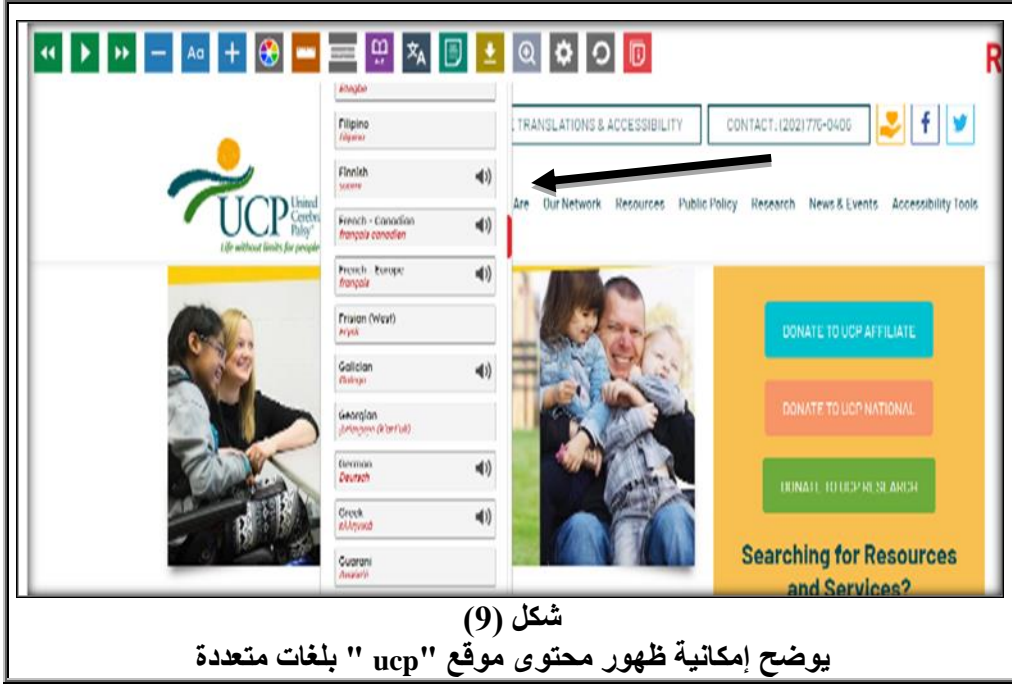 Aa
R
Filipino
TRANSLATIONS & ACCESSIBILITY
CONTACT: (202) 776-0406
Finnish
UCP
United
Palsy
Life without limits for people
Are Our Network Resources Public Policy Research News & Events Accessibility Tools
French - Canadian
français canadien
French - Europe
français
Frisian (West)
Galician
Georgian
German
Deutsch
Greek
ελληνικά
Guarani
DONATE TO UCP AFFILIATE
DONATE TO UCP NATIONAL
DONATE TO UCP RESEARCH
Searching for Resources
and Services?
شكل (9)
يوضح إمكانية ظهور محتوى موقع "ucp " بلغات متعددة